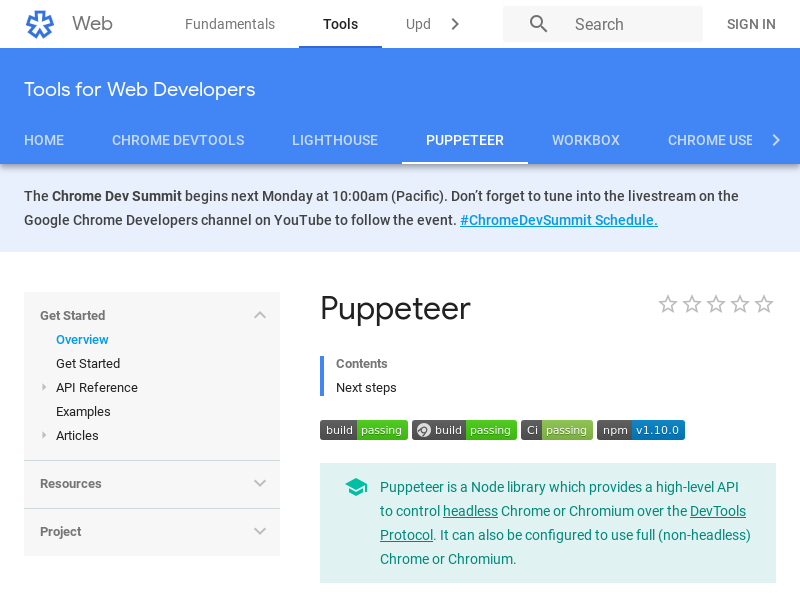 Web
Fundamentals
Tools
Upd
Search
SIGN IN
Tools for Web Developers
HOME
CHROME DEVTOOLS
LIGHTHOUSE
PUPPETEER
WORKBOX
CHROME USE
The Chrome Dev Summit begins next Monday at 10:00am (Pacific). Don't forget to tune into the livestream on the
Google Chrome Developers channel on YouTube to follow the event. #ChromeDevSummit Schedule.
Get Started
Overview
Get Started
API Reference
Examples
Articles
Resources
Project
Puppeteer
Contents
Next steps
build passing
build passing
Ci passing
npm v1.10.0
Puppeteer is a Node library which provides a high-level API
to control headless Chrome or Chromium over the DevTools
Protocol. It can also be configured to use full (non-headless)
Chrome or Chromium.